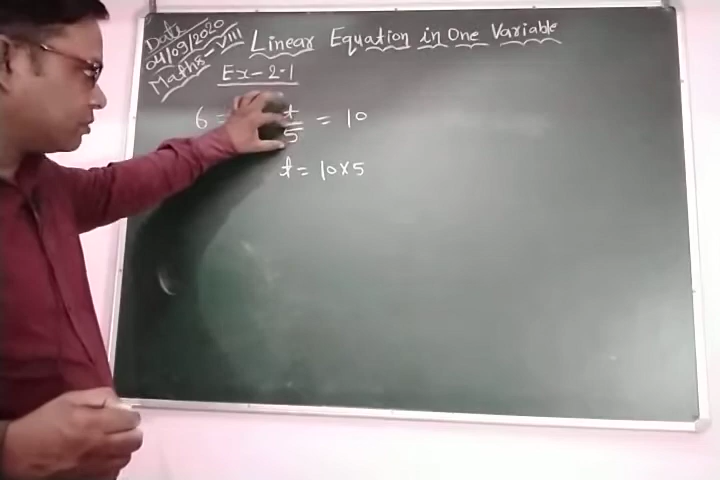 Date
04/09/2020
Maths - VIII
Linear Equation in One Variable
Ex - 2.1
6 = t/5 = 10
t = 10 × 5